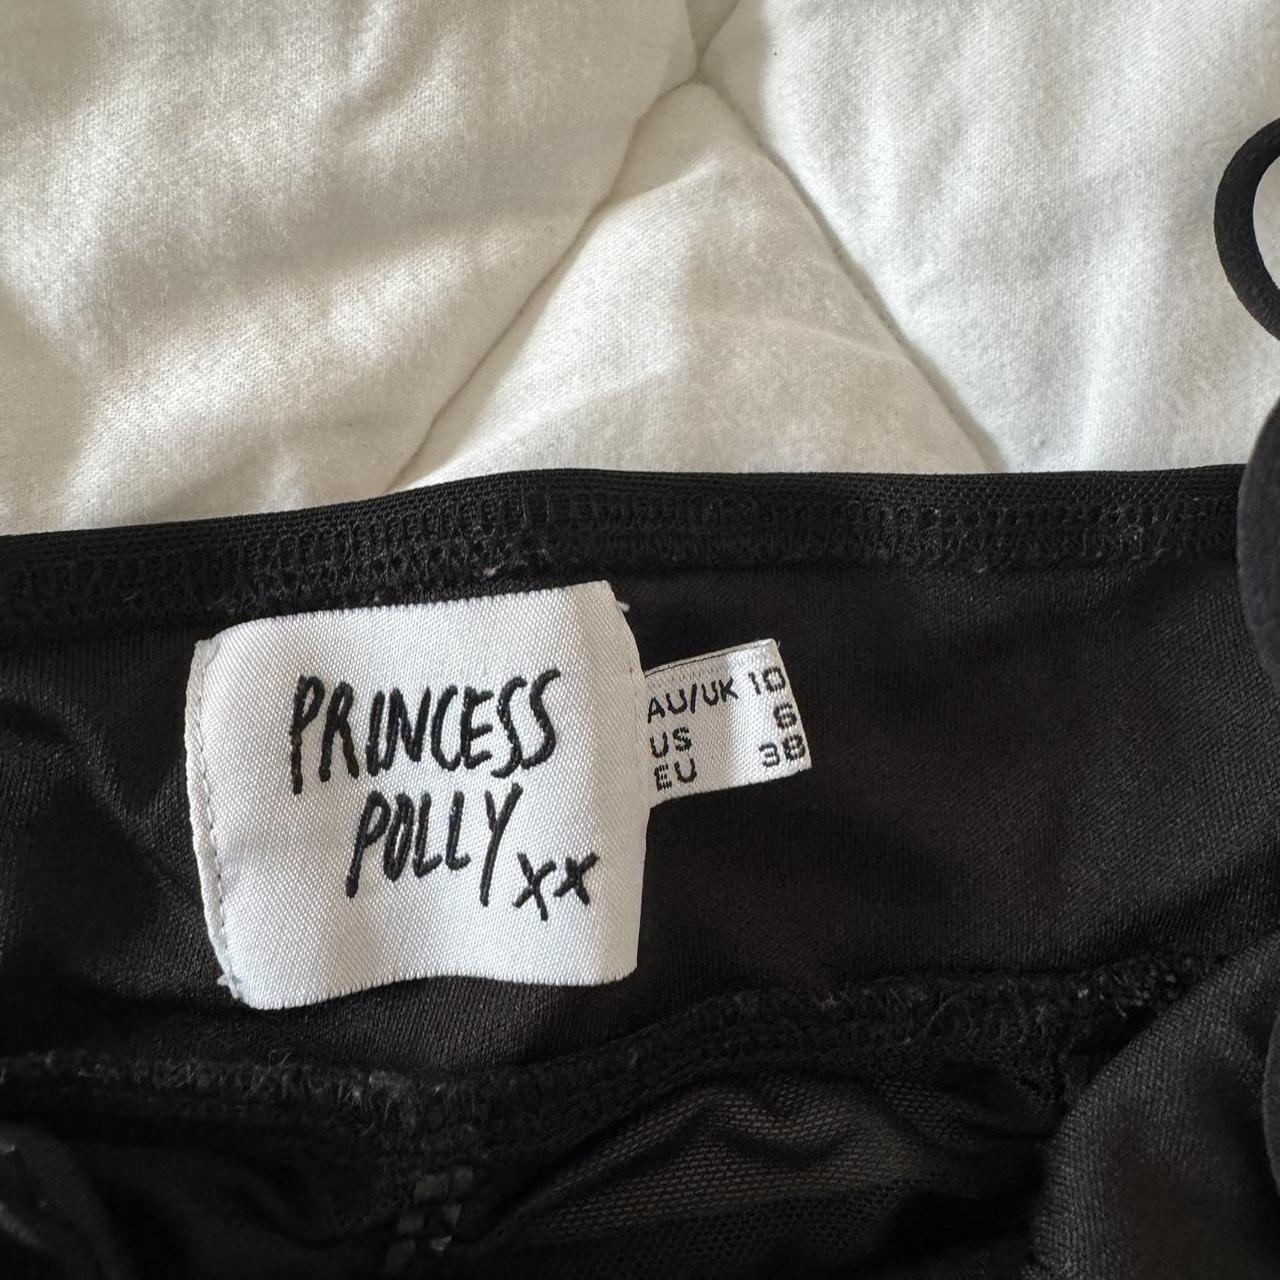 PRINCESS
POLLY xx
AU/UK 10
US 6
EU 38